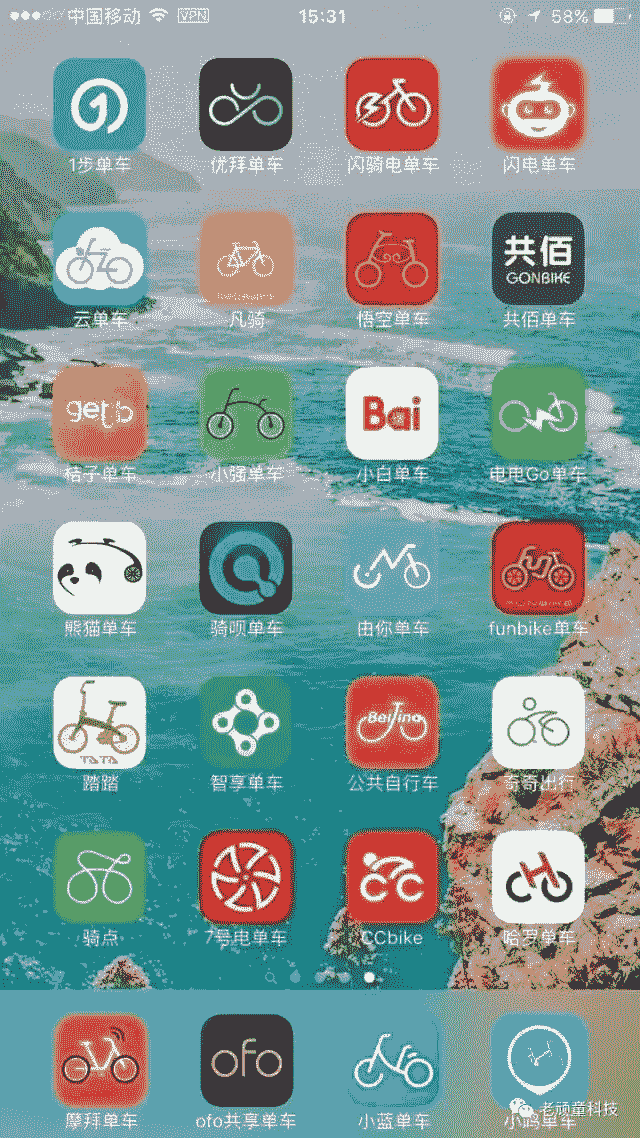 中国移动 VPN 15:31 58%
1步单车 优拜单车 闪骑电单车 闪电单车
共佰
GONBIKE
云单车 凡骑 悟空单车 共佰单车
getb Bai
桔子单车 小强单车 小白单车 电电Go单车
熊猫单车 骑呗单车 由你单车 funbike单车
BeiJing
TATA
踏踏 智享单车 公共自行车 奇奇出行
骑点 7号电单车 CCbike 哈罗单车
ofo
摩拜单车 ofo共享单车 小蓝单车 小鸣单车
老顽童科技